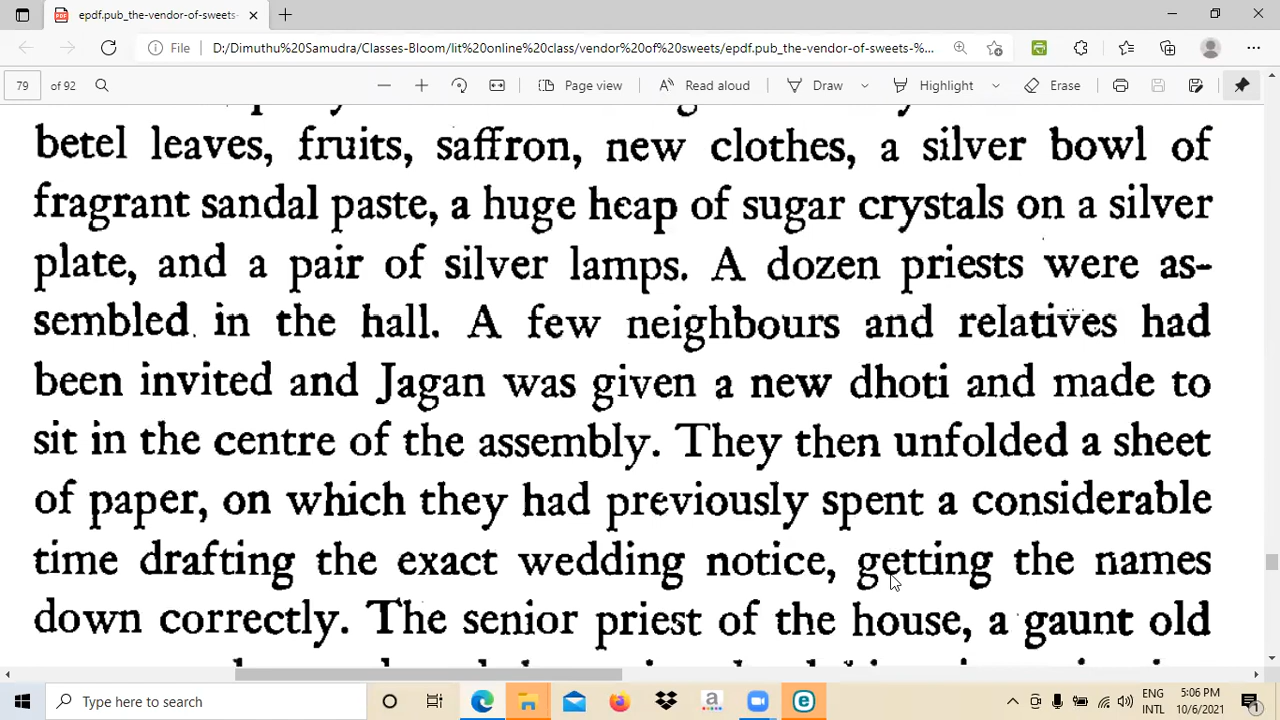 epdf.pub_the-vendor-of-sweets-
File
D:/Dimuthu%20Samudra/Classes-Bloom/lit%20online%20class/vendor%20of%20sweets/epdf.pub_the-vendor-of-sweets-%...
79 of 92
Page view
Read aloud
Draw
Highlight
Erase
betel leaves, fruits, saffron, new clothes, a silver bowl of
fragrant sandal paste, a huge heap of sugar crystals on a silver
plate, and a pair of silver lamps. A dozen priests were as-
sembled in the hall. A few neighbours and relatives had
been invited and Jagan was given a new dhoti and made to
sit in the centre of the assembly. They then unfolded a sheet
of paper, on which they had previously spent a considerable
time drafting the exact wedding notice, getting the names
down correctly. The senior priest of the house, a gaunt old
Type here to search
ENG
INTL
5:06 PM
10/6/2021